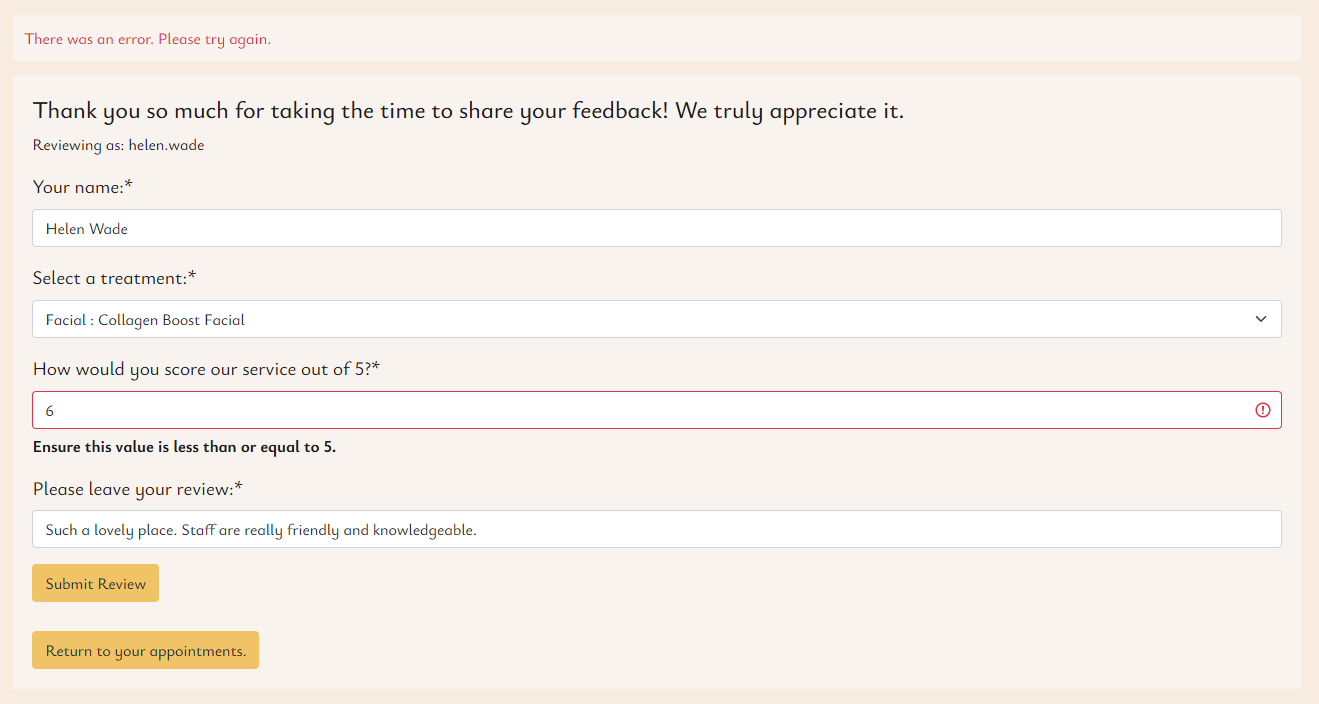 There was an error. Please try again.
Thank you so much for taking the time to share your feedback! We truly appreciate it.
Reviewing as: helen.wade
Your name:*
Helen Wade
Select a treatment:*
Facial : Collagen Boost Facial
How would you score our service out of 5?*
6
Ensure this value is less than or equal to 5.
Please leave your review:*
Such a lovely place. Staff are really friendly and knowledgeable.
Submit Review
Return to your appointments.